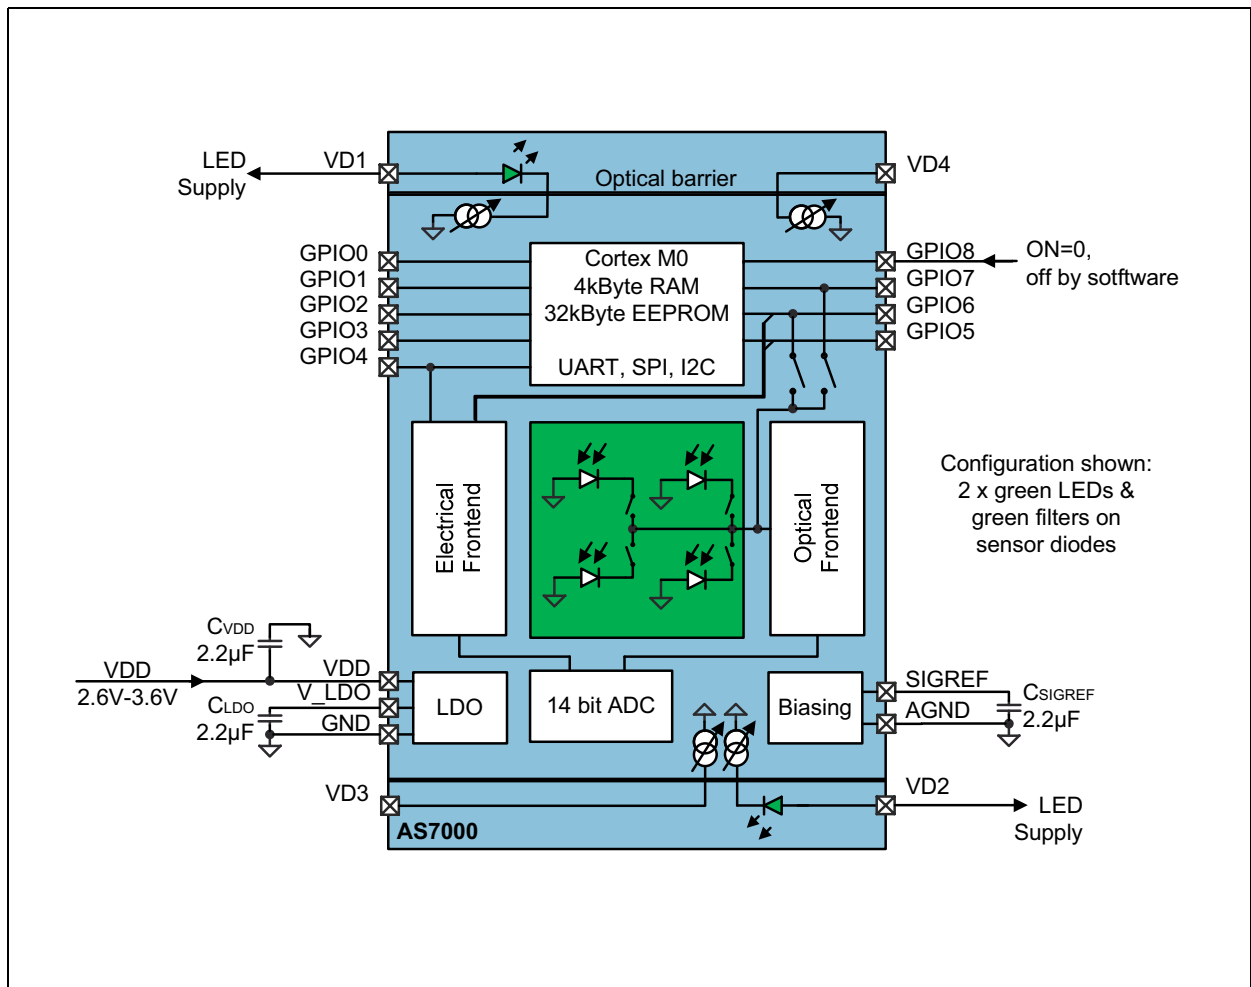 LED
Supply
VD1
Optical barrier
VD4
GPIO0
GPIO1
GPIO2
GPIO3
GPIO4
Cortex M0
4kByte RAM
32kByte EEPROM
UART, SPI, I2C
GPIO8
GPIO7
GPIO6
GPIO5
ON=0,
off by sotftware
Electrical
Frontend
Optical
Frontend
Configuration shown:
2 x green LEDs &
green filters on
sensor diodes
CVDD
2.2µF
VDD
2.6V-3.6V
VDD
V_LDO
GND
CLDO
2.2µF
LDO
14 bit ADC
Biasing
SIGREF
AGND
CSIGREF
2.2µF
VD3
AS7000
VD2
LED
Supply